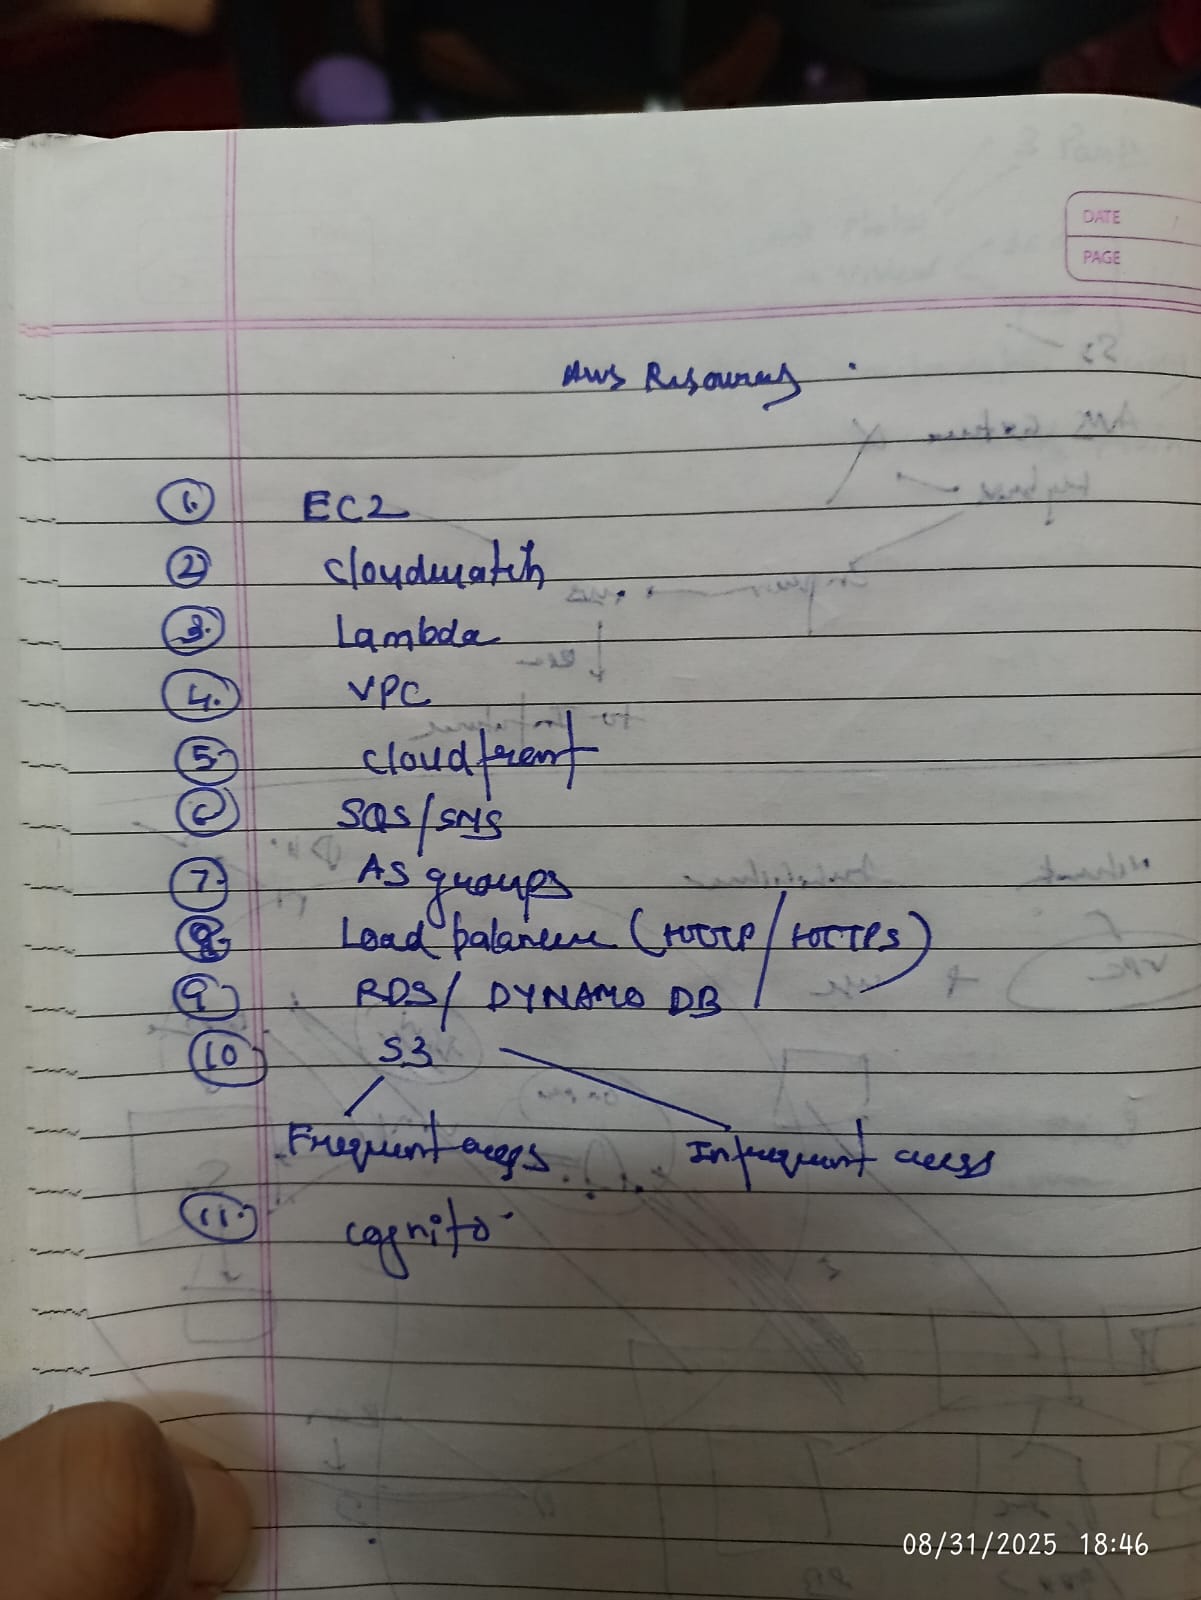 DATE
PAGE
AWS Resources
1. EC2
2 Cloudwatch
3. Lambda
4. VPC
5. Cloudfront
6 SQS/SNS
7. AS groups
8. Load balancer (HTTP/HTTPS)
9. RDS/ DYNAMO DB
10 S3
Frequent access Infrequent access
11. Cognito
08/31/2025 18:46